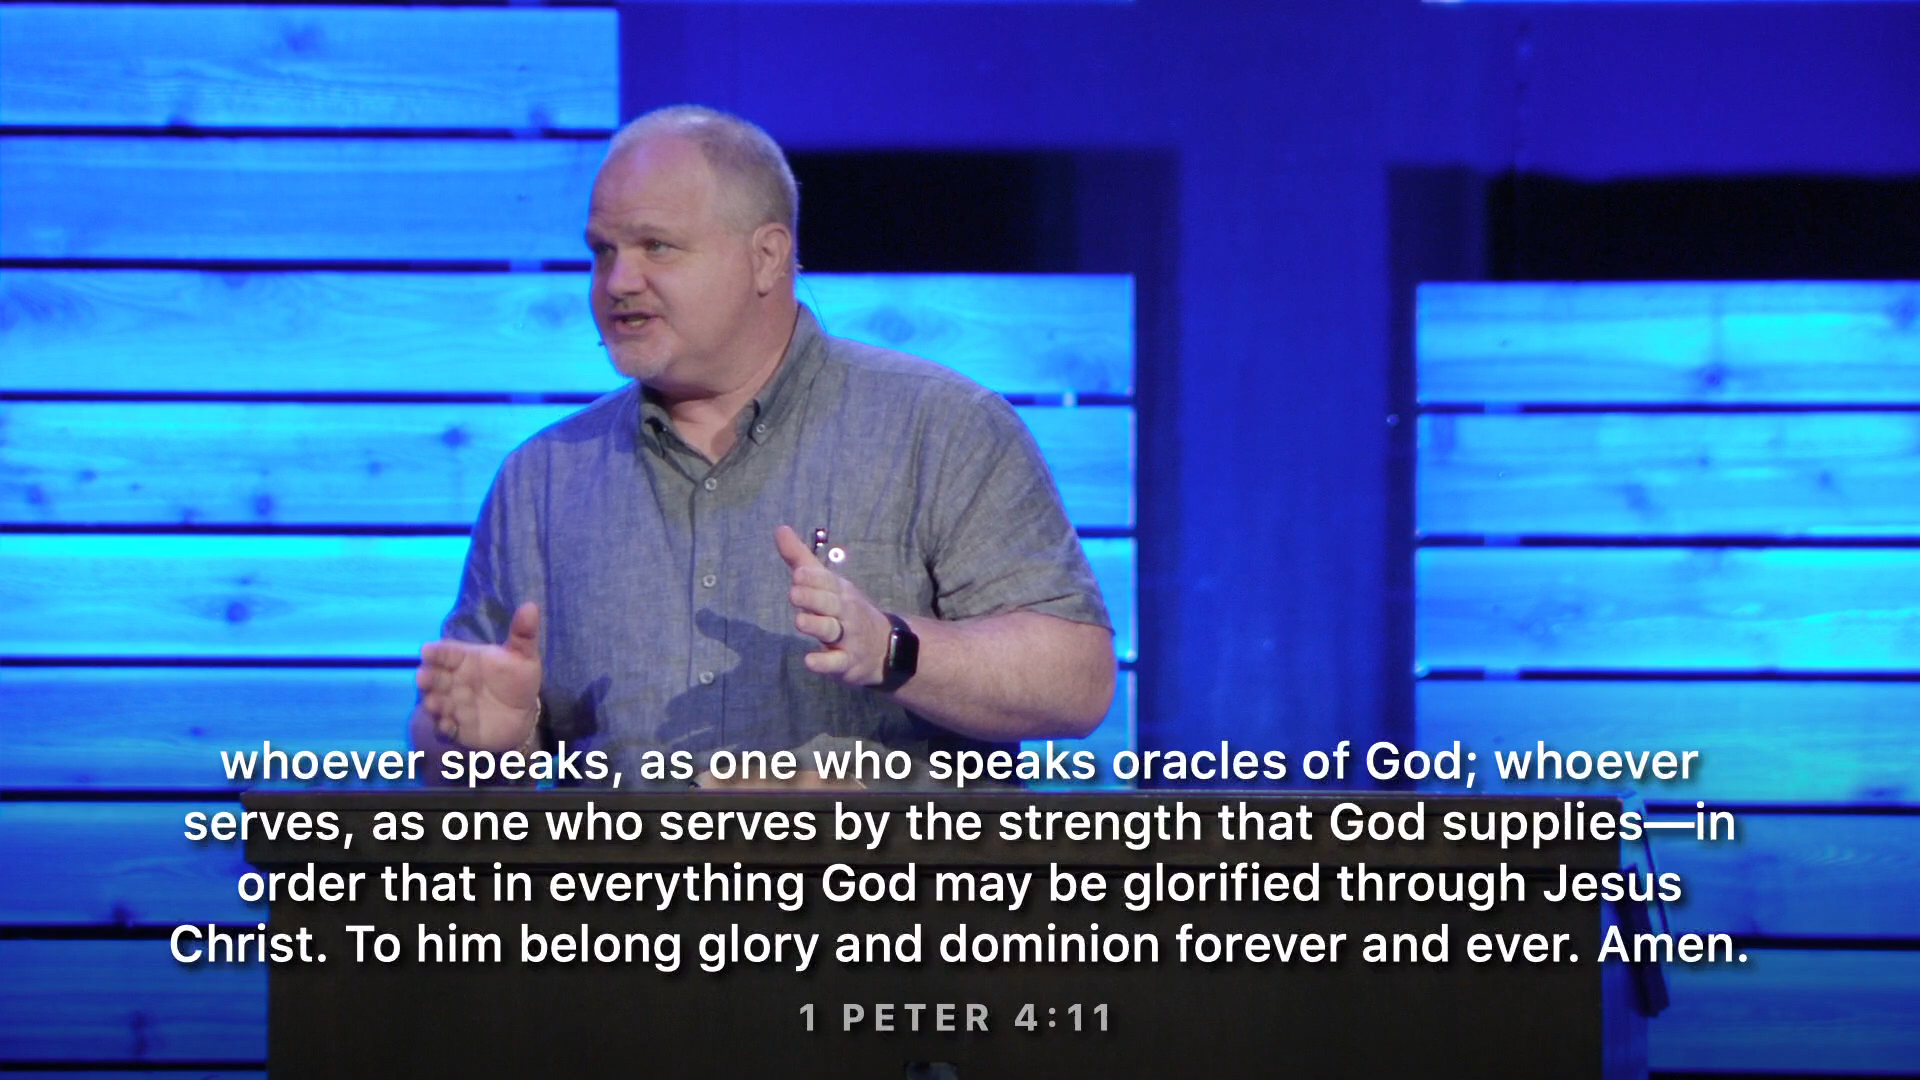 whoever speaks, as one who speaks oracles of God; whoever
serves, as one who serves by the strength that God supplies—in
order that in everything God may be glorified through Jesus
Christ. To him belong glory and dominion forever and ever. Amen.
1 PETER 4:11